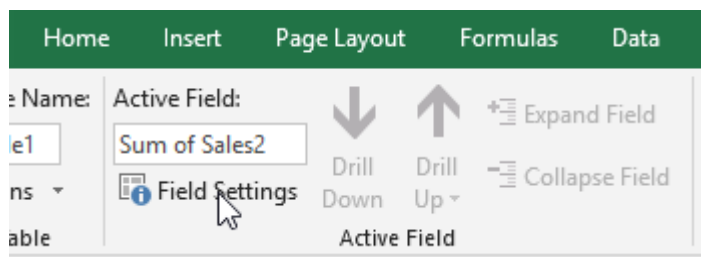 Home Insert Page Layout Formulas Data
e Name: Active Field:
le1 Sum of Sales2 Expand Field
Drill Drill
ns Field Settings Down Up Collapse Field
able Active Field